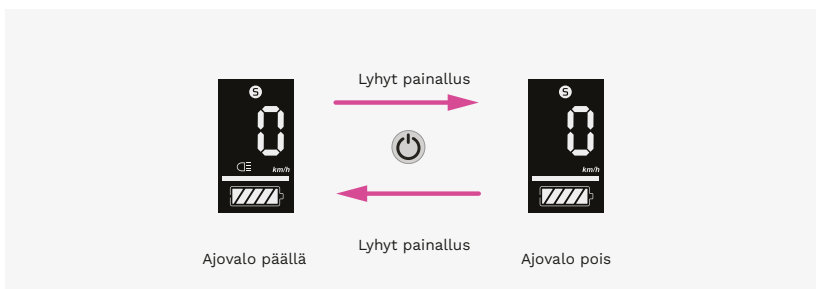 Lyhyt painallus
S
0
km/h
S
0
km/h
Lyhyt painallus
Ajovalo päällä
Ajovalo pois